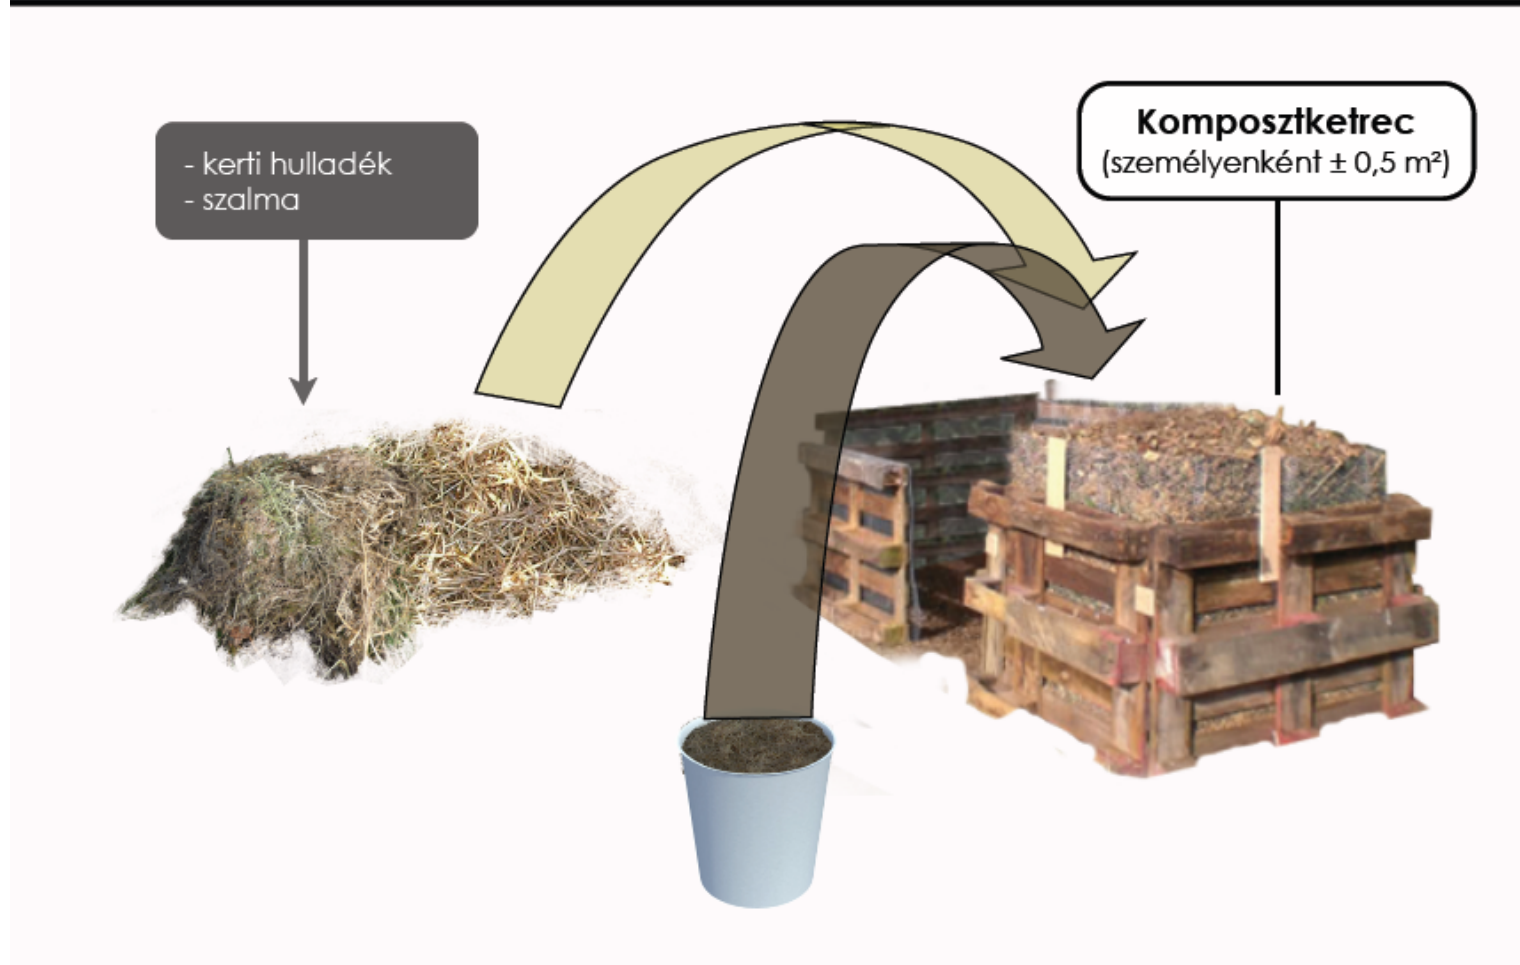 - kerti hulladék
- szalma
Komposztketrec
(személyenként ± 0,5 m²)